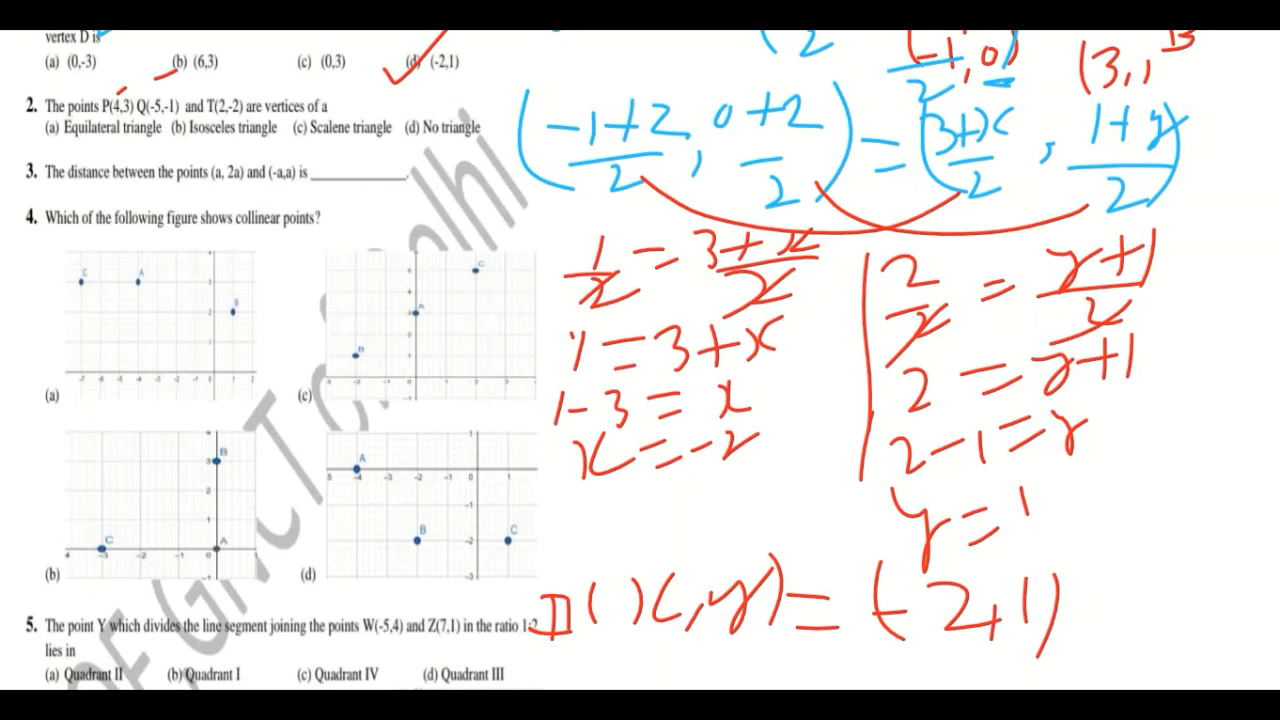 vertex D is
(a) (0,-3) (b) (6,3) (c) (0,3) (d) (-2,1)
2. The points P(4,3) Q(-5,-1) and T(2,-2) are vertices of a
(a) Equilateral triangle (b) Isosceles triangle (c) Scalene triangle (d) No triangle
3. The distance between the points (a, 2a) and (-a,a) is ____________.
4. Which of the following figure shows collinear points?
(a)
(c)
(b)
(d)
5. The point Y which divides the line segment joining the points W(-5,4) and Z(7,1) in the ratio 1:2
lies in
(a) Quadrant II (b) Quadrant I (c) Quadrant IV (d) Quadrant III
(-1, 0) (3, 1 B
(-1+2/2, 0+2/2) = (3+x/2, 1+y/2)
1/2 = 3+x/2
1 = 3+x
1-3 = x
x = -2
2/2 = y+1/2
2 = y+1
2-1 = y
y = 1
D(x,y) = (-2,1)